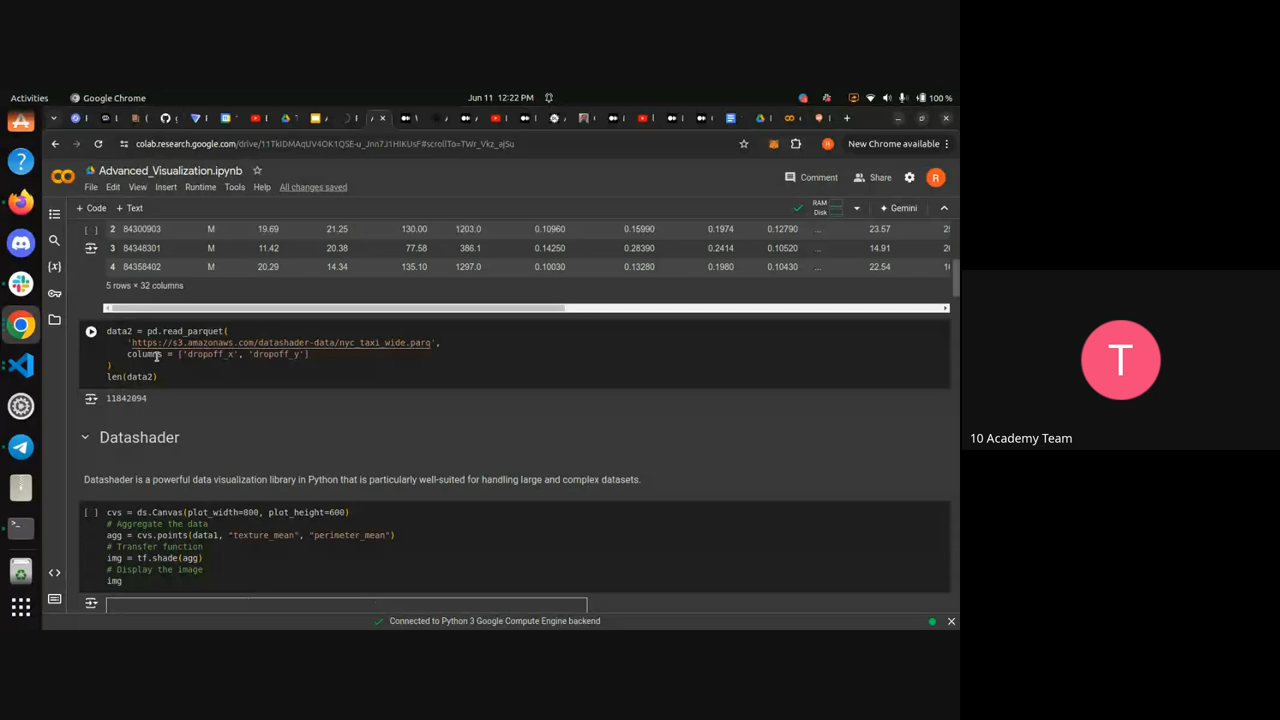 Activities
Google Chrome
Jun 11 12:22 PM
100 %
colab.research.google.com/drive/11TkiDMAqUV4OK1QSE-u_Jnn7J1HIKUsF#scrollTo=TWr_Vkz_ajSu
New Chrome available
Advanced_Visualization.ipynb
File Edit View Insert Runtime Tools Help All changes saved
Comment Share R
+ Code + Text
RAM
Disk
Gemini
[ ] 2 84300903 M 19.69 21.25 130.00 1203.0 0.10960 0.15990 0.1974 0.12790 ... 23.57
3 84348301 M 11.42 20.38 77.58 386.1 0.14250 0.28390 0.2414 0.10520 ... 14.91
4 84358402 M 20.29 14.34 135.10 1297.0 0.10030 0.13280 0.1980 0.10430 ... 22.54
5 rows × 32 columns
data2 = pd.read_parquet(
'https://s3.amazonaws.com/datashader-data/nyc_taxi_wide.parq',
columns = ['dropoff_x', 'dropoff_y']
)
len(data2)
11842094
Datashader
Datashader is a powerful data visualization library in Python that is particularly well-suited for handling large and complex datasets.
[ ] cvs = ds.Canvas(plot_width=800, plot_height=600)
# Aggregate the data
agg = cvs.points(data1, "texture_mean", "perimeter_mean")
# Transfer function
img = tf.shade(agg)
# Display the image
img
Connected to Python 3 Google Compute Engine backend
T
10 Academy Team